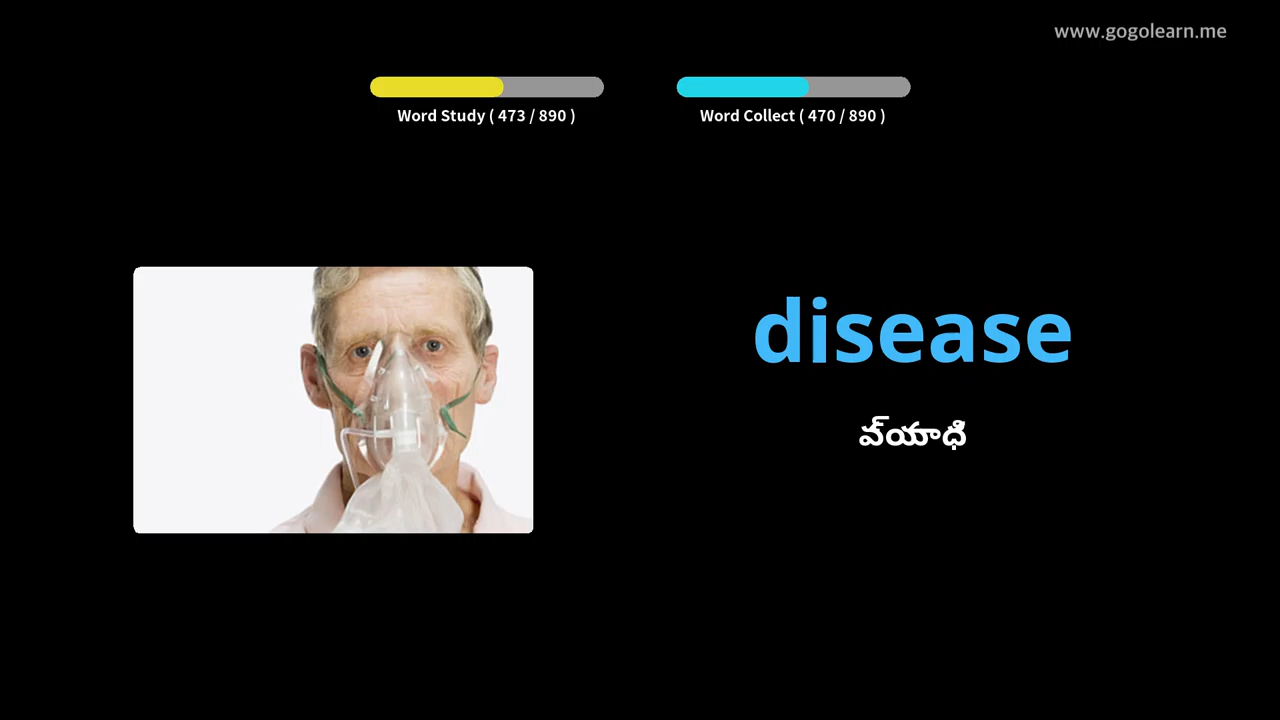 www.gogolearn.me
Word Study ( 473 / 890 )
Word Collect ( 470 / 890 )
disease
వ్యాధి